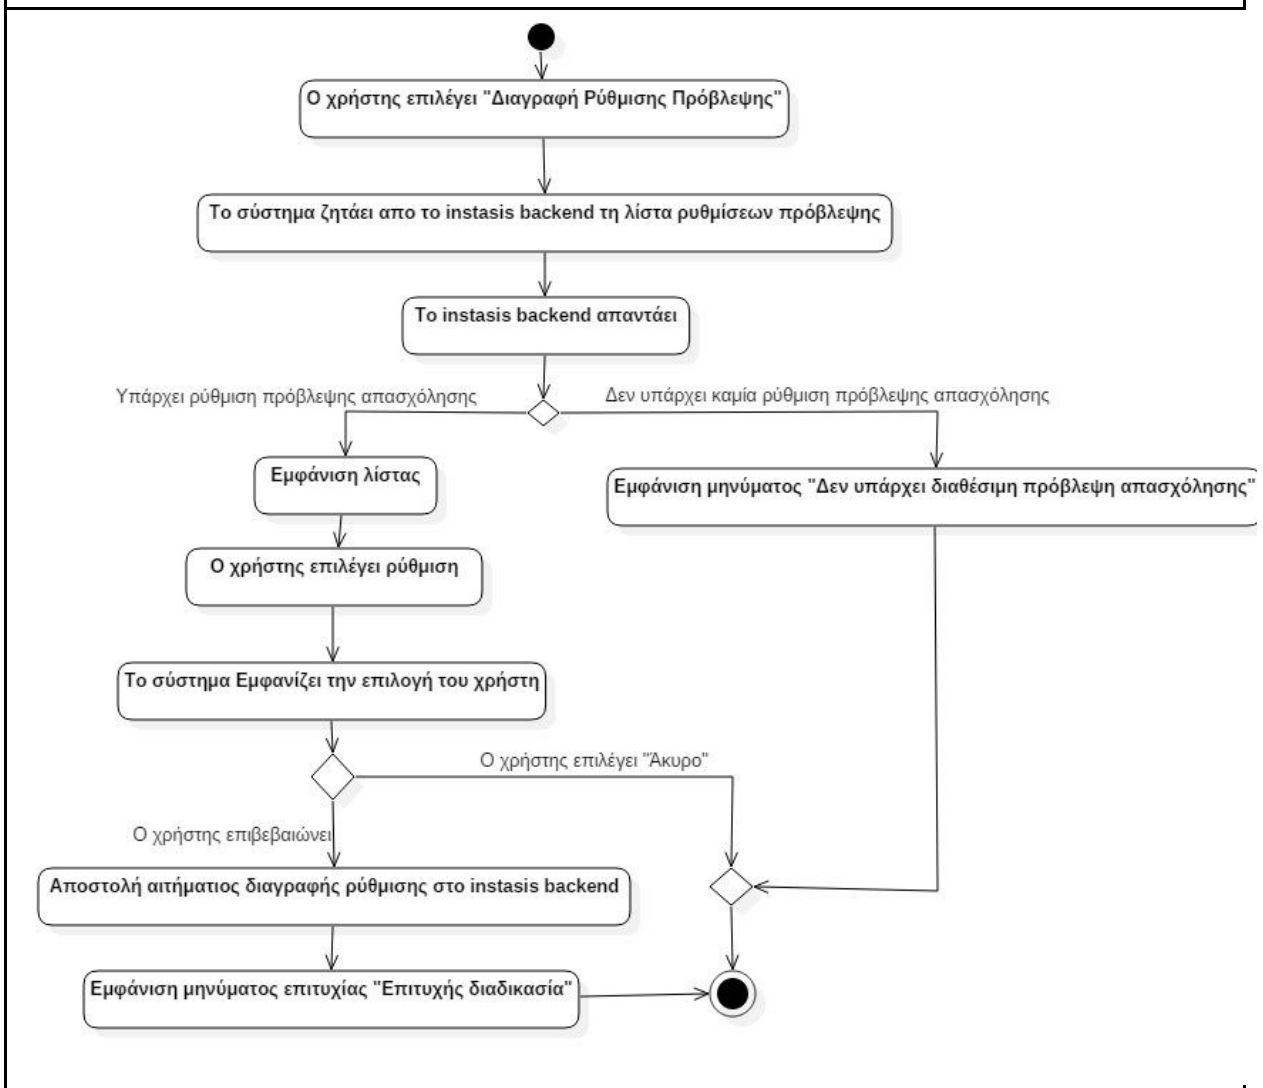 Ο χρήστης επιλέγει "Διαγραφή Ρύθμισης Πρόβλεψης"
Το σύστημα ζητάει απο το instasis backend τη λίστα ρυθμίσεων πρόβλεψης
Το instasis backend απαντάει
Υπάρχει ρύθμιση πρόβλεψης απασχόλησης
Δεν υπάρχει καμία ρύθμιση πρόβλεψης απασχόλησης
Εμφάνιση λίστας
Εμφάνιση μηνύματος "Δεν υπάρχει διαθέσιμη πρόβλεψη απασχόλησης"
Ο χρήστης επιλέγει ρύθμιση
Το σύστημα Εμφανίζει την επιλογή του χρήστη
Ο χρήστης επιλέγει "Άκυρο"
Ο χρήστης επιβεβαιώνει
Αποστολή αιτήματιος διαγραφής ρύθμισης στο instasis backend
Εμφάνιση μηνύματος επιτυχίας "Επιτυχής διαδικασία"